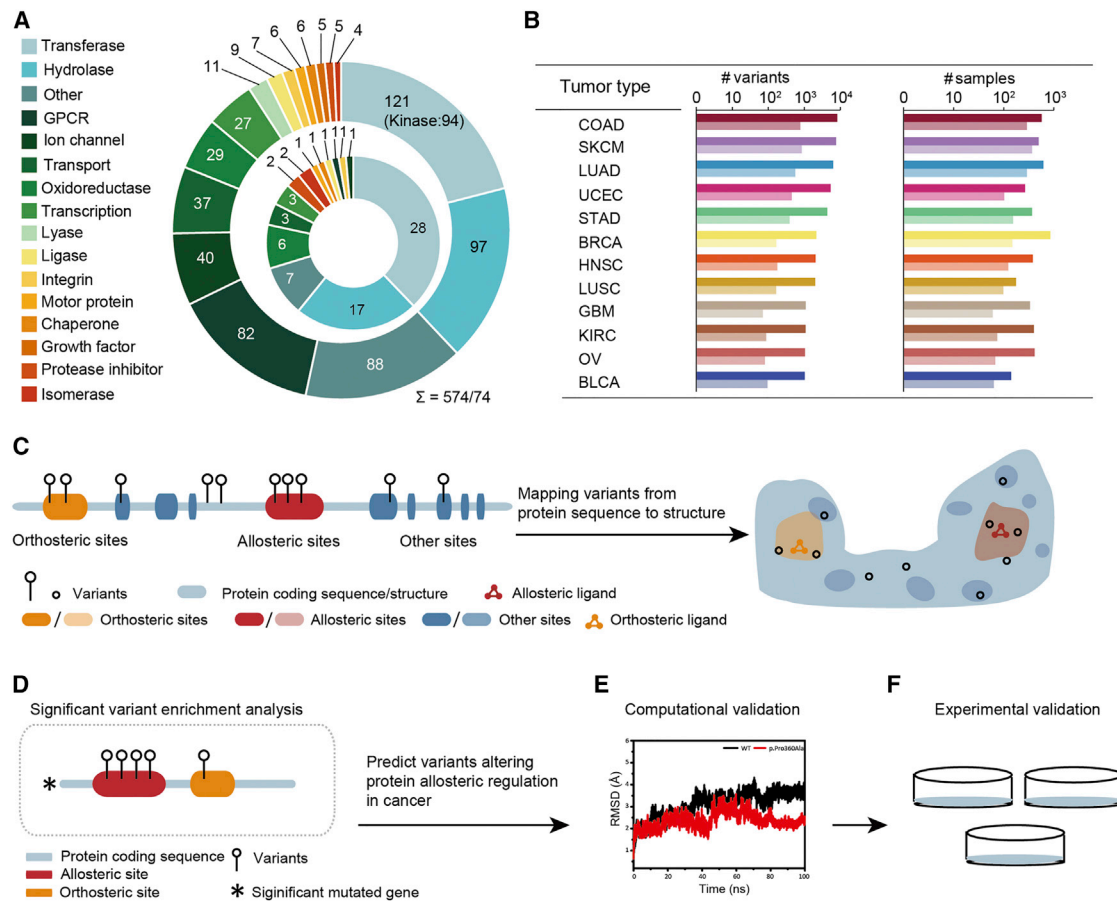 A
Transferase
Hydrolase
Other
GPCR
Ion channel
Transport
Oxidoreductase
Transcription
Lyase
Ligase
Integrin
Motor protein
Chaperone
Growth factor
Protease inhibitor
Isomerase
11 9 7 6 6 5 5 4
121
(Kinase:94)
97
88
82
40
37
29
27
28
17
7
6
3
3
2 2 1 1 1 1 1 1
Σ = 574/74
B
Tumor type
# variants
# samples
0 10 10² 10³ 10⁴
0 10 10² 10³
COAD
SKCM
LUAD
UCEC
STAD
BRCA
HNSC
LUSC
GBM
KIRC
OV
BLCA
C
Orthosteric sites
Allosteric sites
Other sites
Mapping variants from
protein sequence to structure
Variants
Protein coding sequence/structure
Allosteric ligand
/ Orthosteric sites
/ Allosteric sites
/ Other sites
Orthosteric ligand
D
Significant variant enrichment analysis
*
Protein coding sequence
Variants
Allosteric site
* Siginificant mutated gene
Orthosteric site
Predict variants altering
protein allosteric regulation
in cancer
E
Computational validation
WT p.Pro360Ala
RMSD (Å)
6
5
4
3
2
1
0 20 40 60 80 100
Time (ns)
F
Experimental validation